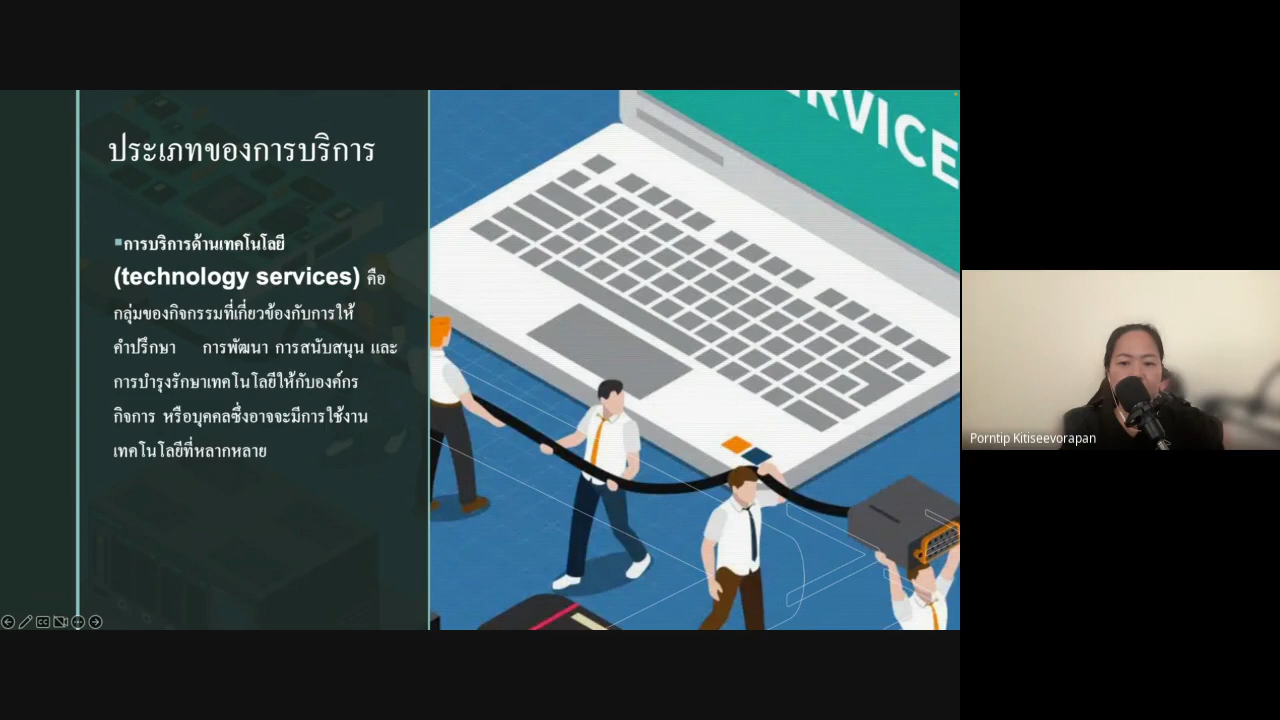 ประเภทของการบริการ
การบริการด้านเทคโนโลยี
(technology services) คือ
กลุ่มของกิจกรรมที่เกี่ยวข้องกับการให้
คำปรึกษา การพัฒนา การสนับสนุน และ
การบำรุงรักษาเทคโนโลยีให้กับองค์กร
กิจการ หรือบุคคลซึ่งอาจจะมีการใช้งาน
เทคโนโลยีที่หลากหลาย
ERVICE
Porntip Kitiseevorapan